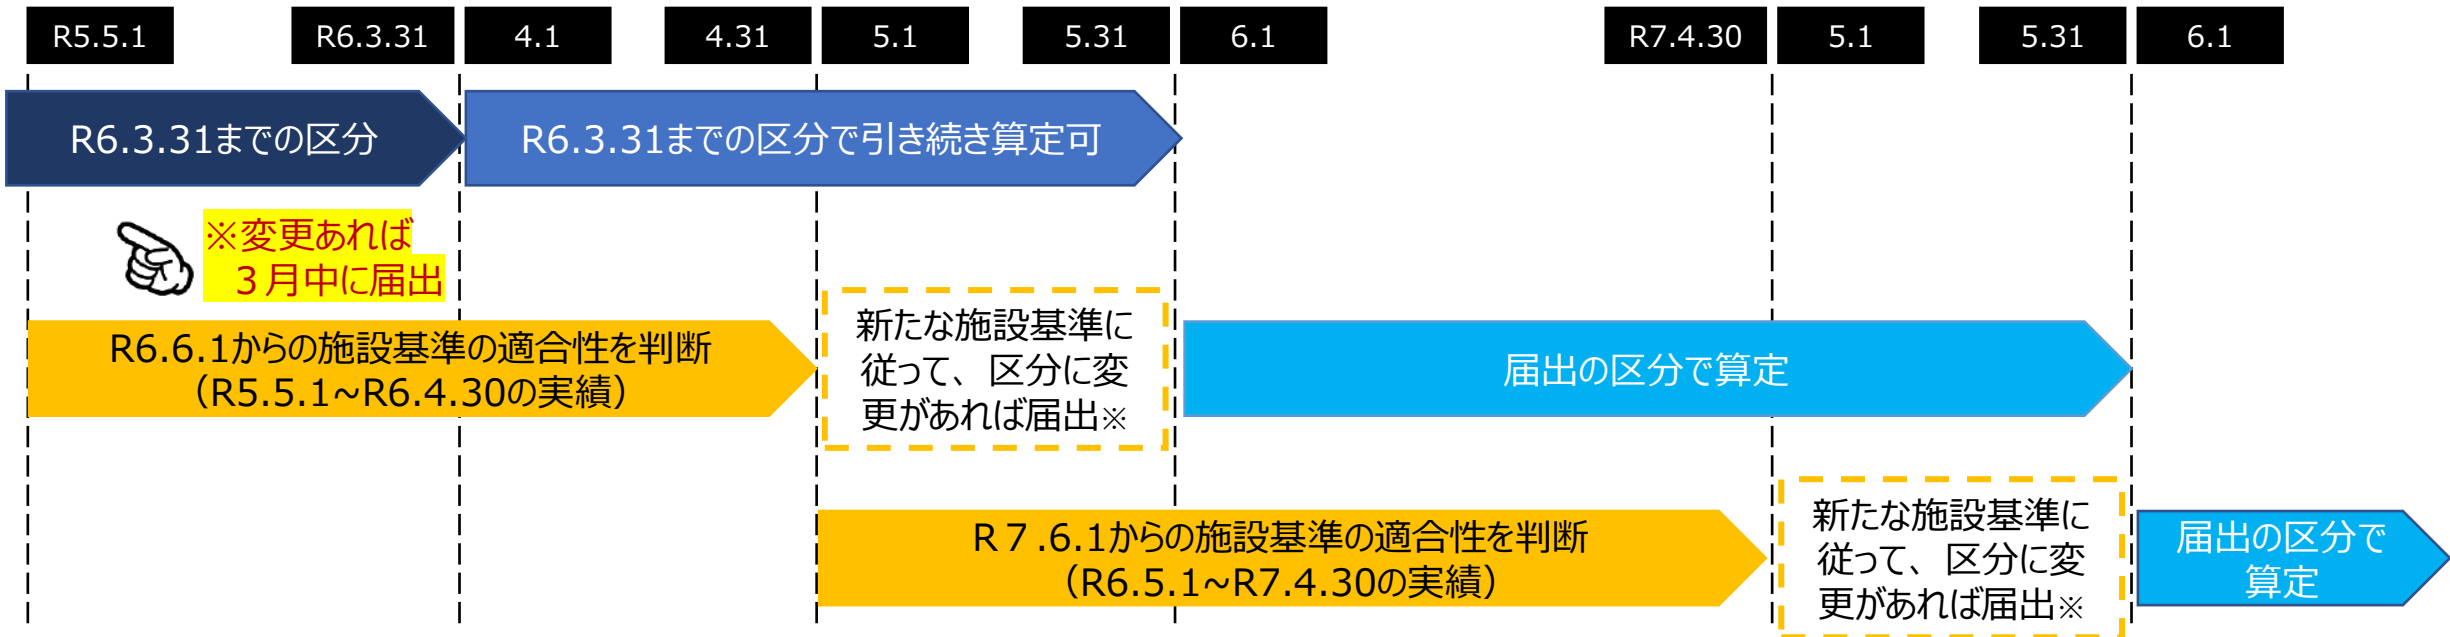 R5.5.1
R6.3.31
4.1
4.31
5.1
5.31
6.1
R7.4.30
5.1
5.31
6.1
R6.3.31までの区分
R6.3.31までの区分で引き続き算定可
※変更あれば
３月中に届出
R6.6.1からの施設基準の適合性を判断
（R5.5.1~R6.4.30の実績）
新たな施設基準に
従って、区分に変
更があれば届出※
届出の区分で算定
R７.6.1からの施設基準の適合性を判断
（R6.5.1~R7.4.30の実績）
新たな施設基準に
従って、区分に変
更があれば届出※
届出の区分で
算定